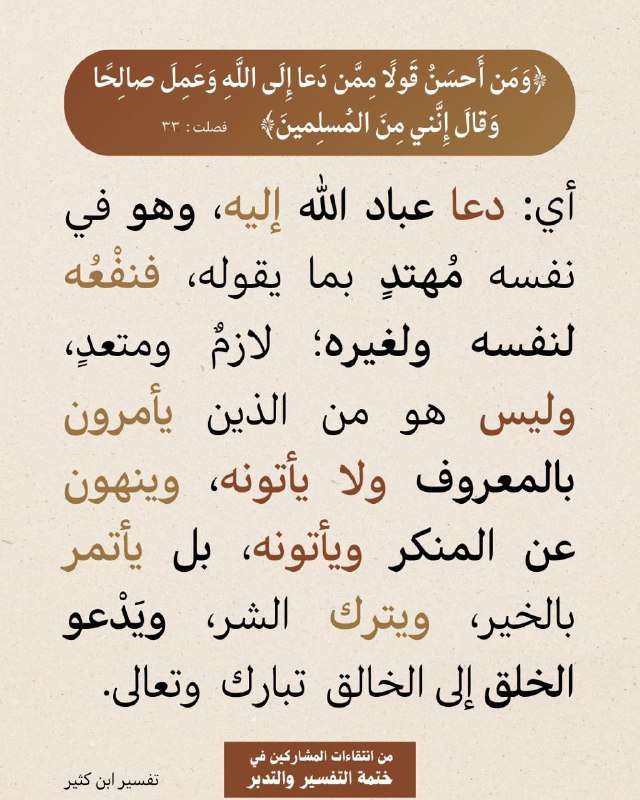 ﴿وَمَن أَحسَنُ قَولًا مِمَّن دَعا إِلَى اللَّهِ وَعَمِلَ صالِحًا
وَقالَ إِنَّني مِنَ المُسلِمينَ﴾ فصلت: ٣٣
أي: دعا عباد الله إليه، وهو في
نفسه مُهتدٍ بما يقوله، فنفْعُه
لنفسه ولغيره؛ لازمٌ ومتعدٍ،
وليس هو من الذين يأمرون
بالمعروف ولا يأتونه، وينهون
عن المنكر ويأتونه، بل يأتمر
بالخير، ويترك الشر، ويَدْعو
الخلق إلى الخالق تبارك وتعالى.
من انتقاءات المشاركين في
ختمة التفسير والتدبر
تفسير ابن كثير